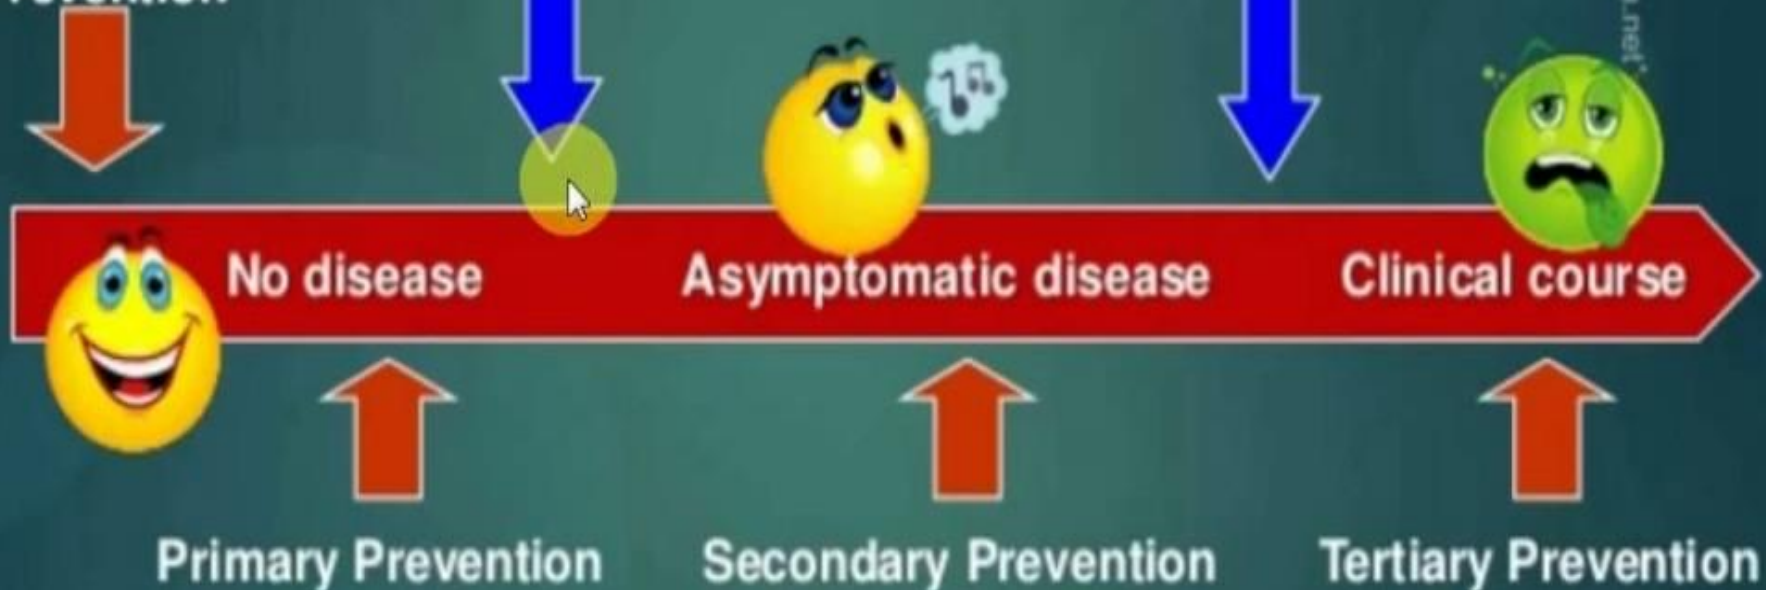 No disease
Asymptomatic disease
Clinical course
Primary Prevention
Secondary Prevention
Tertiary Prevention